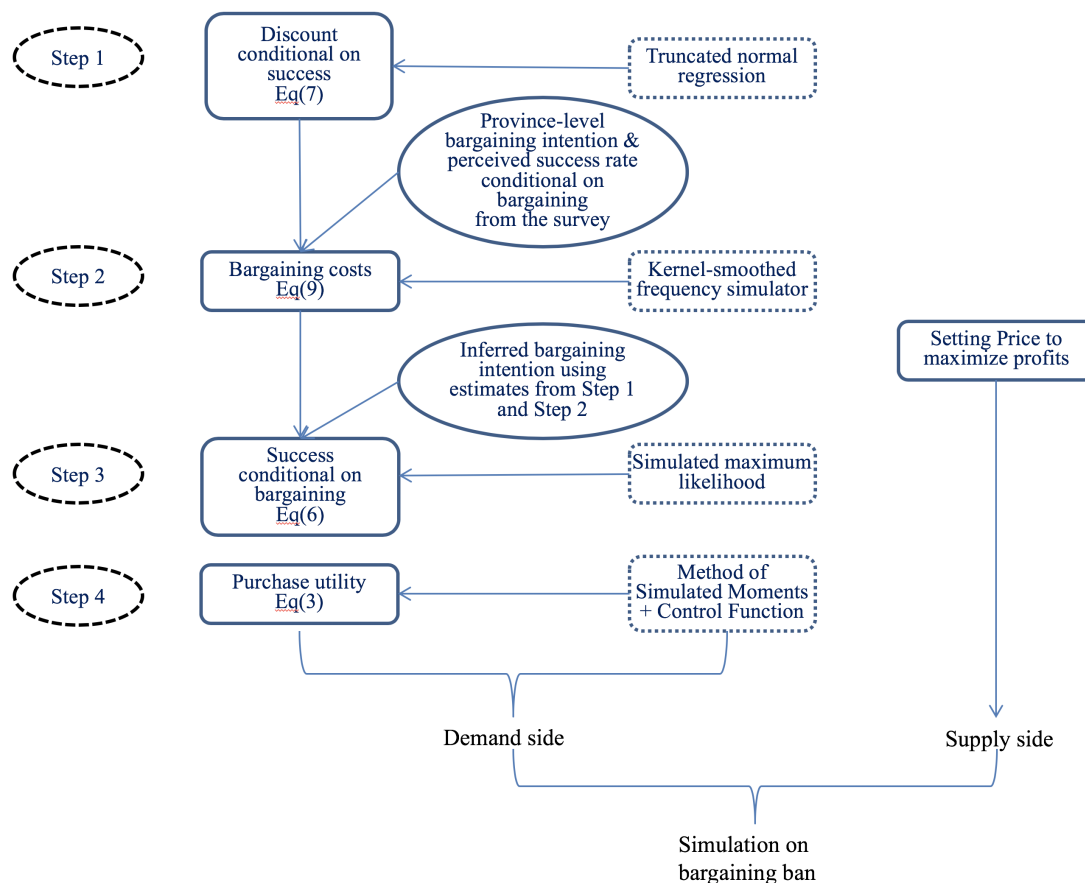 Step 1
Discount
conditional on
success
Eq(7)
Truncated normal
regression
Province-level
bargaining intention &
perceived success rate
conditional on
bargaining
from the survey
Step 2
Bargaining costs
Eq(9)
Kernel-smoothed
frequency simulator
Setting Price to
maximize profits
Inferred bargaining
intention using
estimates from Step 1
and Step 2
Step 3
Success
conditional on
bargaining
Eq(6)
Simulated maximum
likelihood
Step 4
Purchase utility
Eq(3)
Method of
Simulated Moments
+ Control Function
Demand side
Supply side
Simulation on
bargaining ban